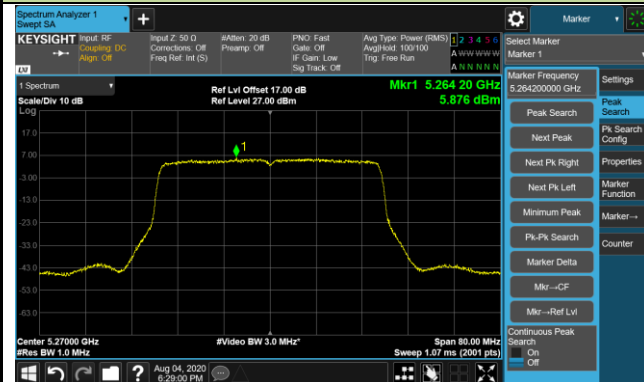 Spectrum Analyzer 1
Swept SA
Marker
KEYSIGHT
Input: RF
Coupling: DC
Align: Off
Input Z: 50 Ω
Corrections: Off
Freq Ref: Int (S)
#Atten: 20 dB
Preamp: Off
PNO: Fast
Gate: Off
IF Gain: Low
Sig Track: Off
Avg Type: Power (RMS)
Avg|Hold: 100/100
Trig: Free Run
1 2 3 4 5 6
A W W W W W
A N N N N N
LXI
Select Marker
Marker 1
1 Spectrum
Scale/Div 10 dB
Log
Ref Lvl Offset 17.00 dB
Ref Level 27.00 dBm
Mkr1 5.264 20 GHz
5.876 dBm
Marker Frequency
5.264200000 GHz
Settings
Peak Search
Peak
Search
Next Peak
Pk Search
Config
Next Pk Right
Properties
Next Pk Left
Marker
Function
Minimum Peak
Marker→
Pk-Pk Search
Counter
Marker Delta
Mkr→CF
Mkr→Ref Lvl
Continuous Peak
Search
On
Off
17.0
7.00
-3.00
-13.0
-23.0
-33.0
-43.0
-53.0
-63.0
1
Center 5.27000 GHz
#Res BW 1.0 MHz
#Video BW 3.0 MHz*
Span 80.00 MHz
Sweep 1.07 ms (2001 pts)
?
Aug 04, 2020
6:29:00 PM